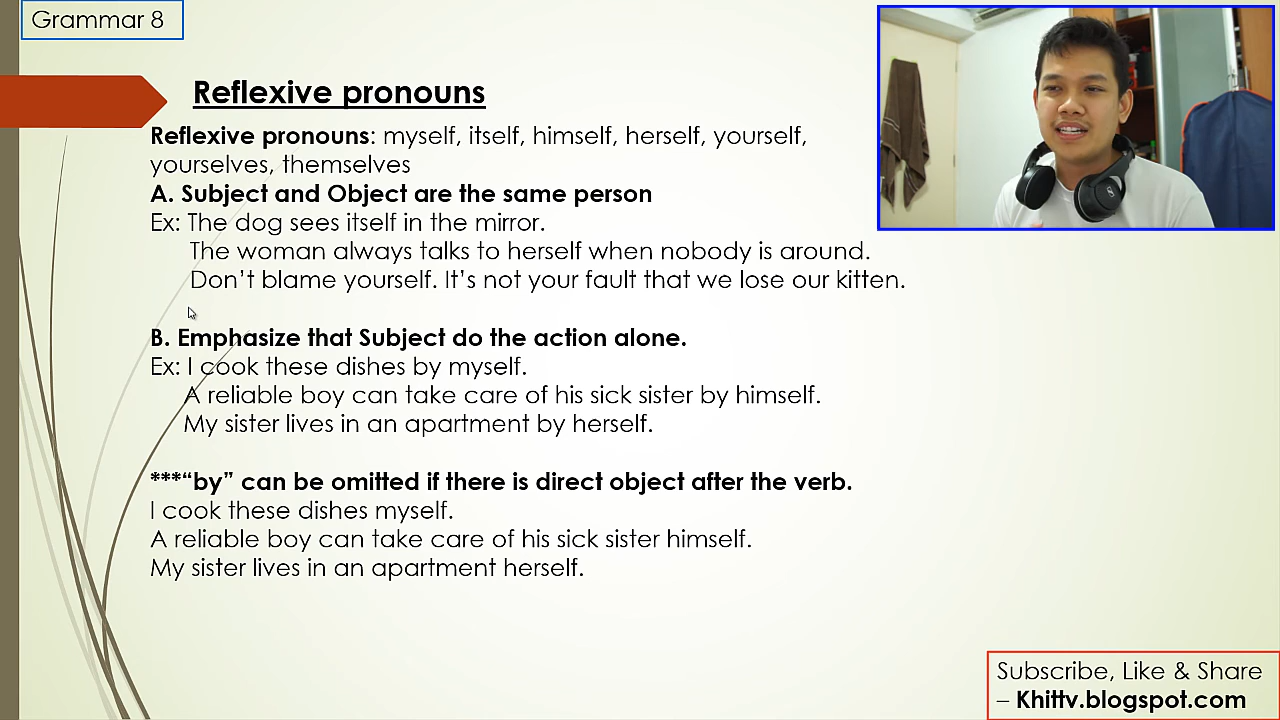 Grammar 8
Reflexive pronouns
Reflexive pronouns: myself, itself, himself, herself, yourself,
yourselves, themselves
A. Subject and Object are the same person
Ex: The dog sees itself in the mirror.
The woman always talks to herself when nobody is around.
Don’t blame yourself. It’s not your fault that we lose our kitten.
B. Emphasize that Subject do the action alone.
Ex: I cook these dishes by myself.
A reliable boy can take care of his sick sister by himself.
My sister lives in an apartment by herself.
***“by” can be omitted if there is direct object after the verb.
I cook these dishes myself.
A reliable boy can take care of his sick sister himself.
My sister lives in an apartment herself.
Subscribe, Like & Share
– Khittv.blogspot.com